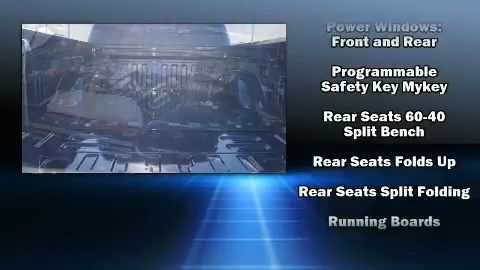 Power Windows:
Front and Rear
Programmable
Safety Key Mykey
Rear Seats 60-40
Split Bench
Rear Seats Folds Up
Rear Seats Split Folding
Running Boards